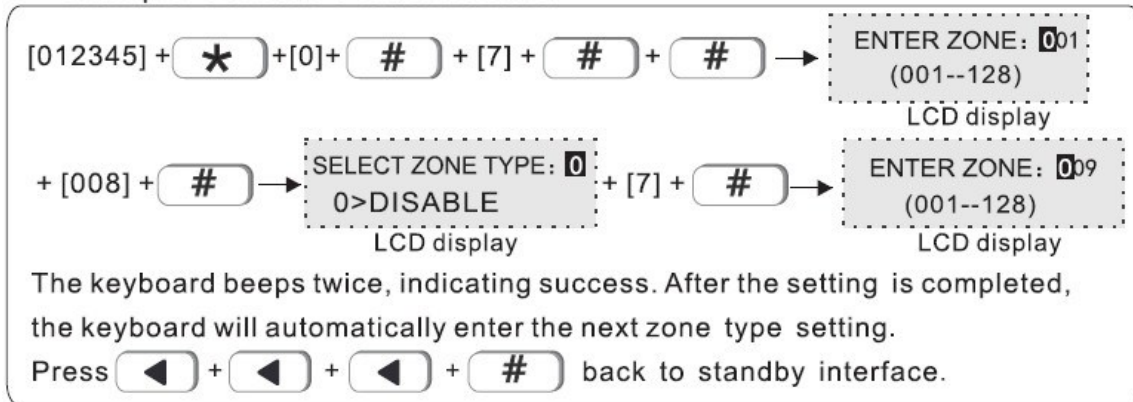 [012345] + * +[0]+ # + [7] + # + # → ENTER ZONE: 001
(001--128)
LCD display
+ [008] + # → SELECT ZONE TYPE: 0 + [7] + # → ENTER ZONE: 009
0>DISABLE (001--128)
LCD display LCD display
The keyboard beeps twice, indicating success. After the setting is completed,
the keyboard will automatically enter the next zone type setting.
Press ◀ + ◀ + ◀ + # back to standby interface.